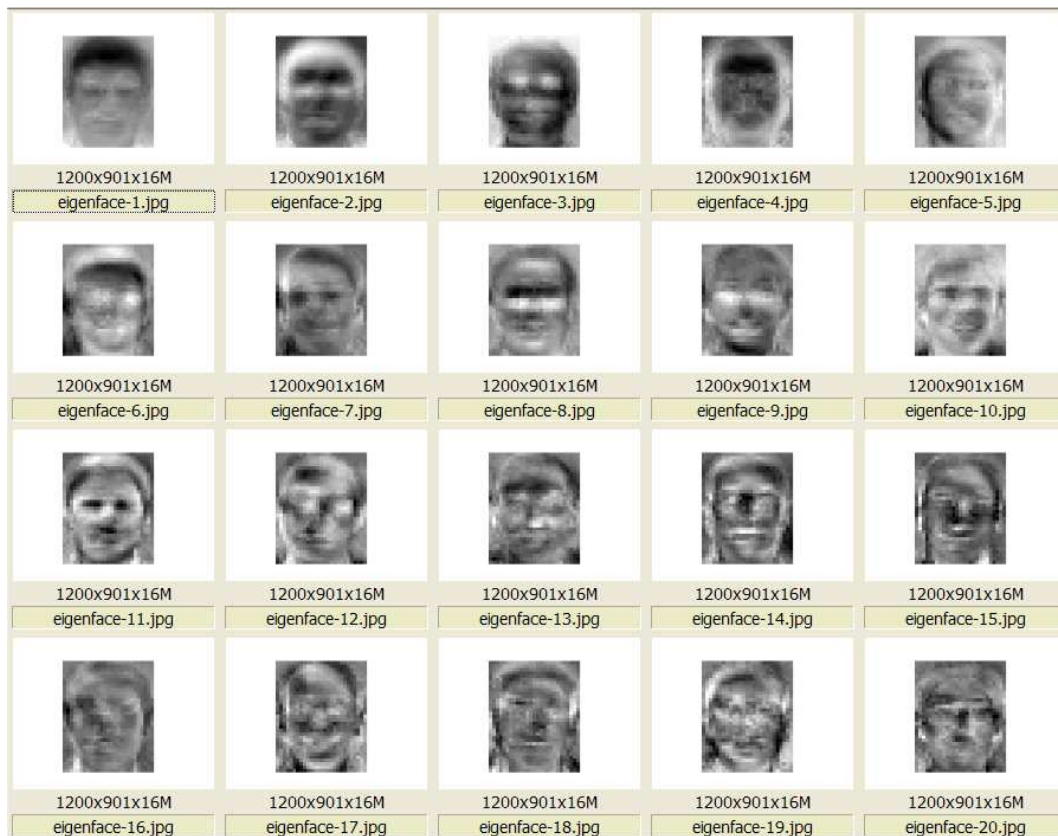 1200x901x16M 1200x901x16M 1200x901x16M 1200x901x16M 1200x901x16M
eigenface-1.jpg eigenface-2.jpg eigenface-3.jpg eigenface-4.jpg eigenface-5.jpg
1200x901x16M 1200x901x16M 1200x901x16M 1200x901x16M 1200x901x16M
eigenface-6.jpg eigenface-7.jpg eigenface-8.jpg eigenface-9.jpg eigenface-10.jpg
1200x901x16M 1200x901x16M 1200x901x16M 1200x901x16M 1200x901x16M
eigenface-11.jpg eigenface-12.jpg eigenface-13.jpg eigenface-14.jpg eigenface-15.jpg
1200x901x16M 1200x901x16M 1200x901x16M 1200x901x16M 1200x901x16M
eigenface-16.jpg eigenface-17.jpg eigenface-18.jpg eigenface-19.jpg eigenface-20.jpg